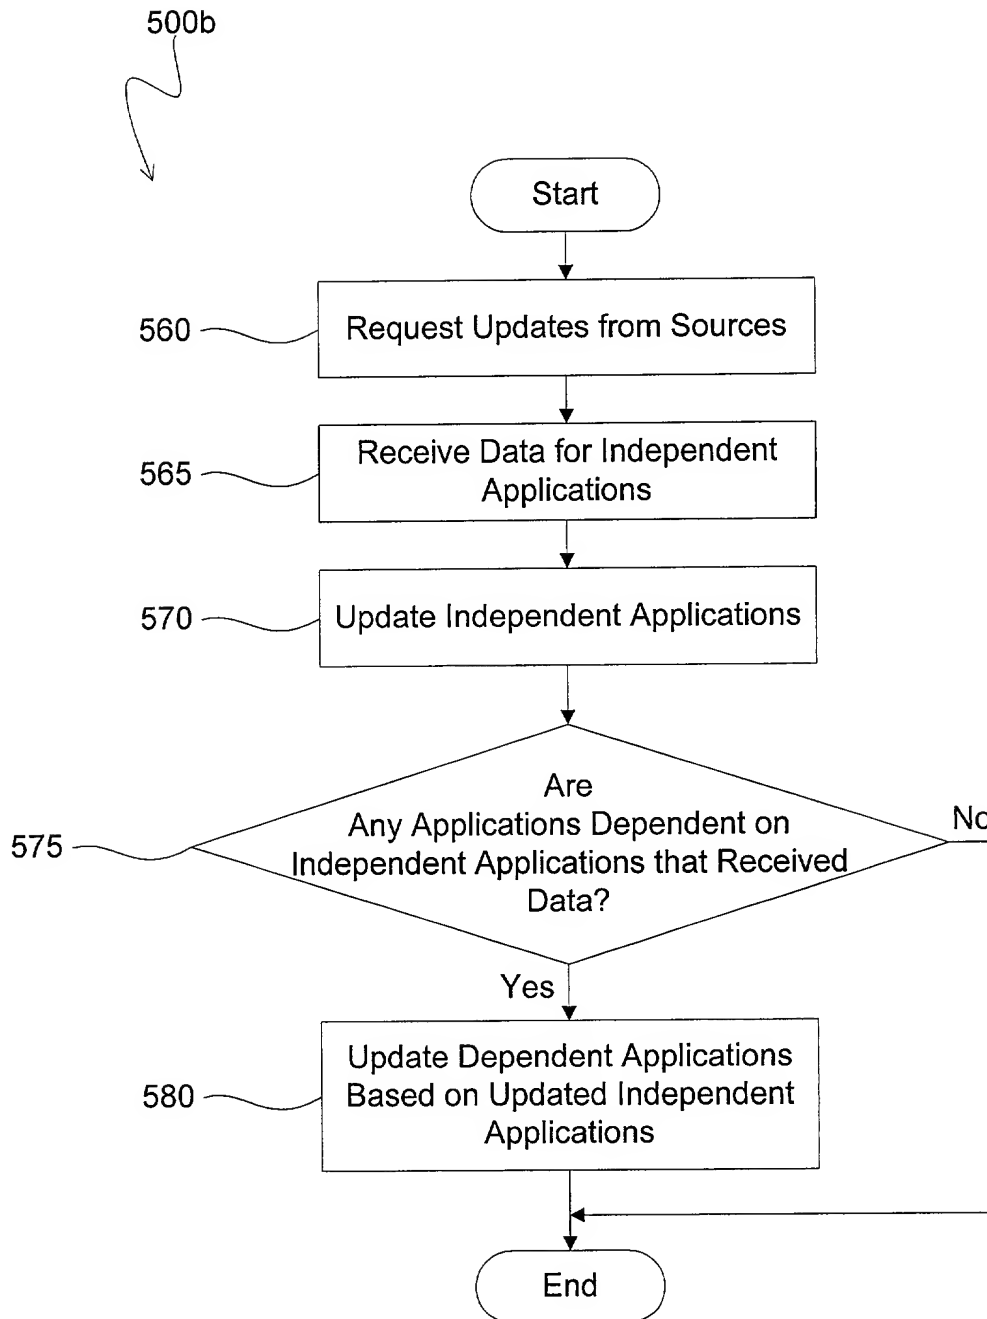 500b
Start
560
Request Updates from Sources
565
Receive Data for Independent
Applications
570
Update Independent Applications
575
Are
Any Applications Dependent on
Independent Applications that Received
Data?
No
Yes
580
Update Dependent Applications
Based on Updated Independent
Applications
End